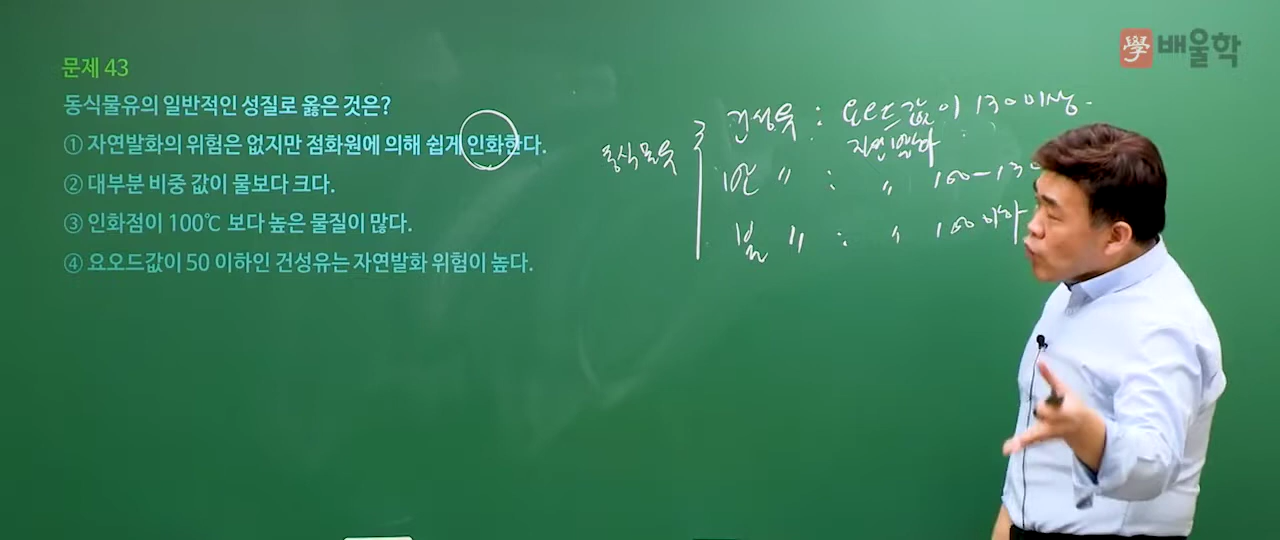 學 배울학
문제 43
동식물유의 일반적인 성질로 옳은 것은?
① 자연발화의 위험은 없지만 점화원에 의해 쉽게 인화한다.
② 대부분 비중 값이 물보다 크다.
③ 인화점이 100℃ 보다 높은 물질이 많다.
④ 요오드값이 50 이하인 건성유는 자연발화 위험이 높다.
동식물유
건성유 : 요오드값이 130이상.
자연발화
반 〃 : 〃 100-130
불 〃 : 〃 100이하